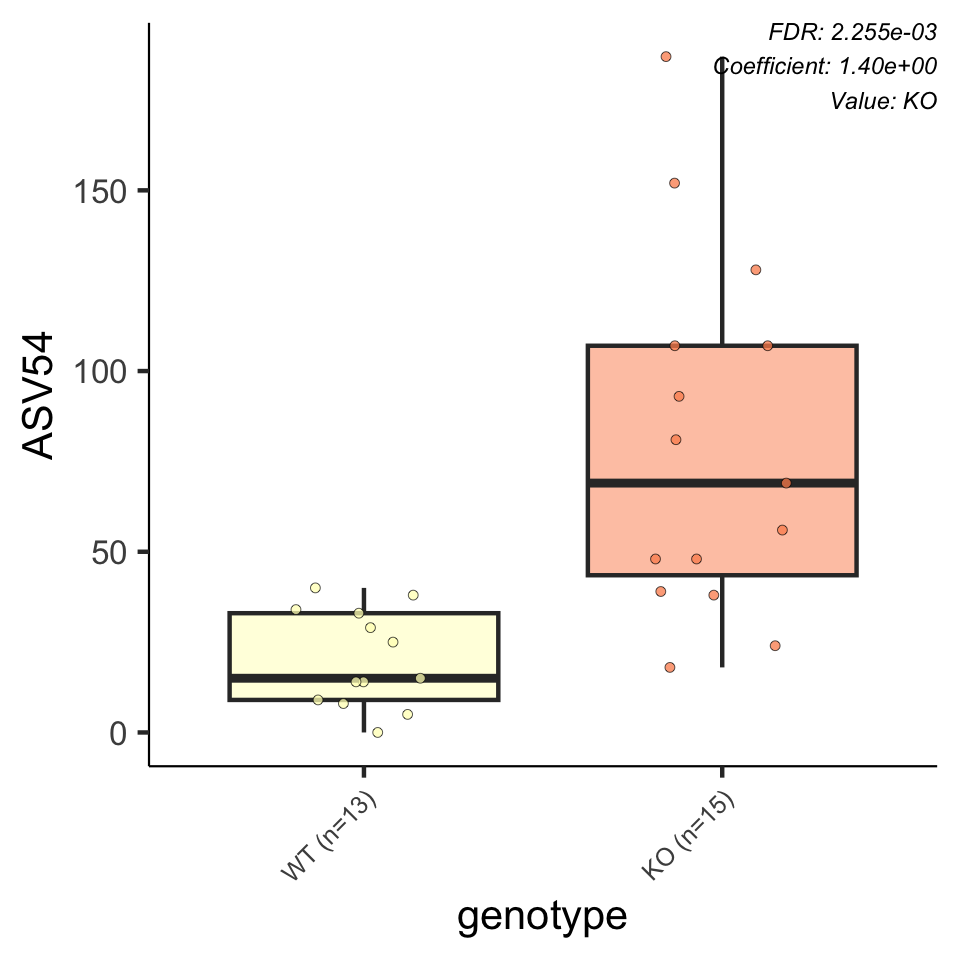 FDR: 2.255e-03
Coefficient: 1.40e+00
Value: KO
150
100
50
0
ASV54
WT (n=13)
KO (n=15)
genotype